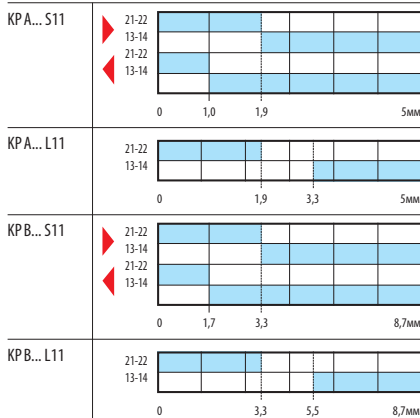 KP A... S11
21-22
13-14
21-22
13-14
0 1,0 1,9 5мм
KP A... L11
21-22
13-14
0 1,9 3,3 5мм
KP B... S11
21-22
13-14
21-22
13-14
0 1,7 3,3 8,7мм
KP B... L11
21-22
13-14
0 3,3 5,5 8,7мм